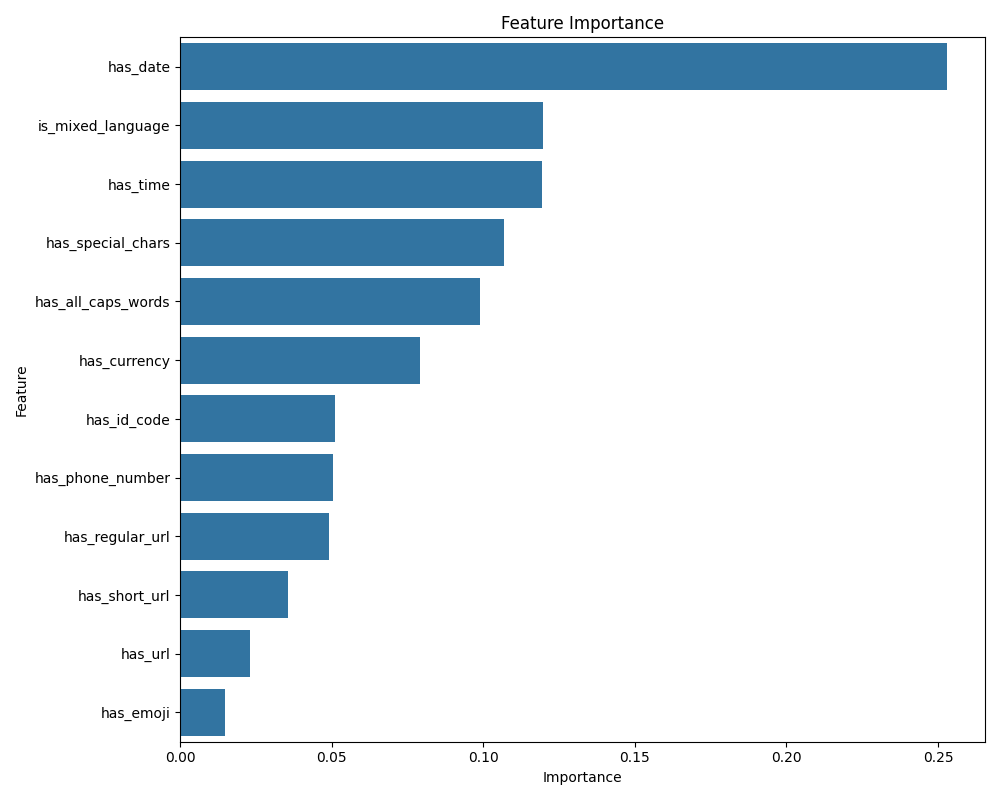 Feature Importance
has_date
is_mixed_language
has_time
has_special_chars
has_all_caps_words
has_currency
has_id_code
has_phone_number
has_regular_url
has_short_url
has_url
has_emoji
Feature
0.00 0.05 0.10 0.15 0.20 0.25
Importance